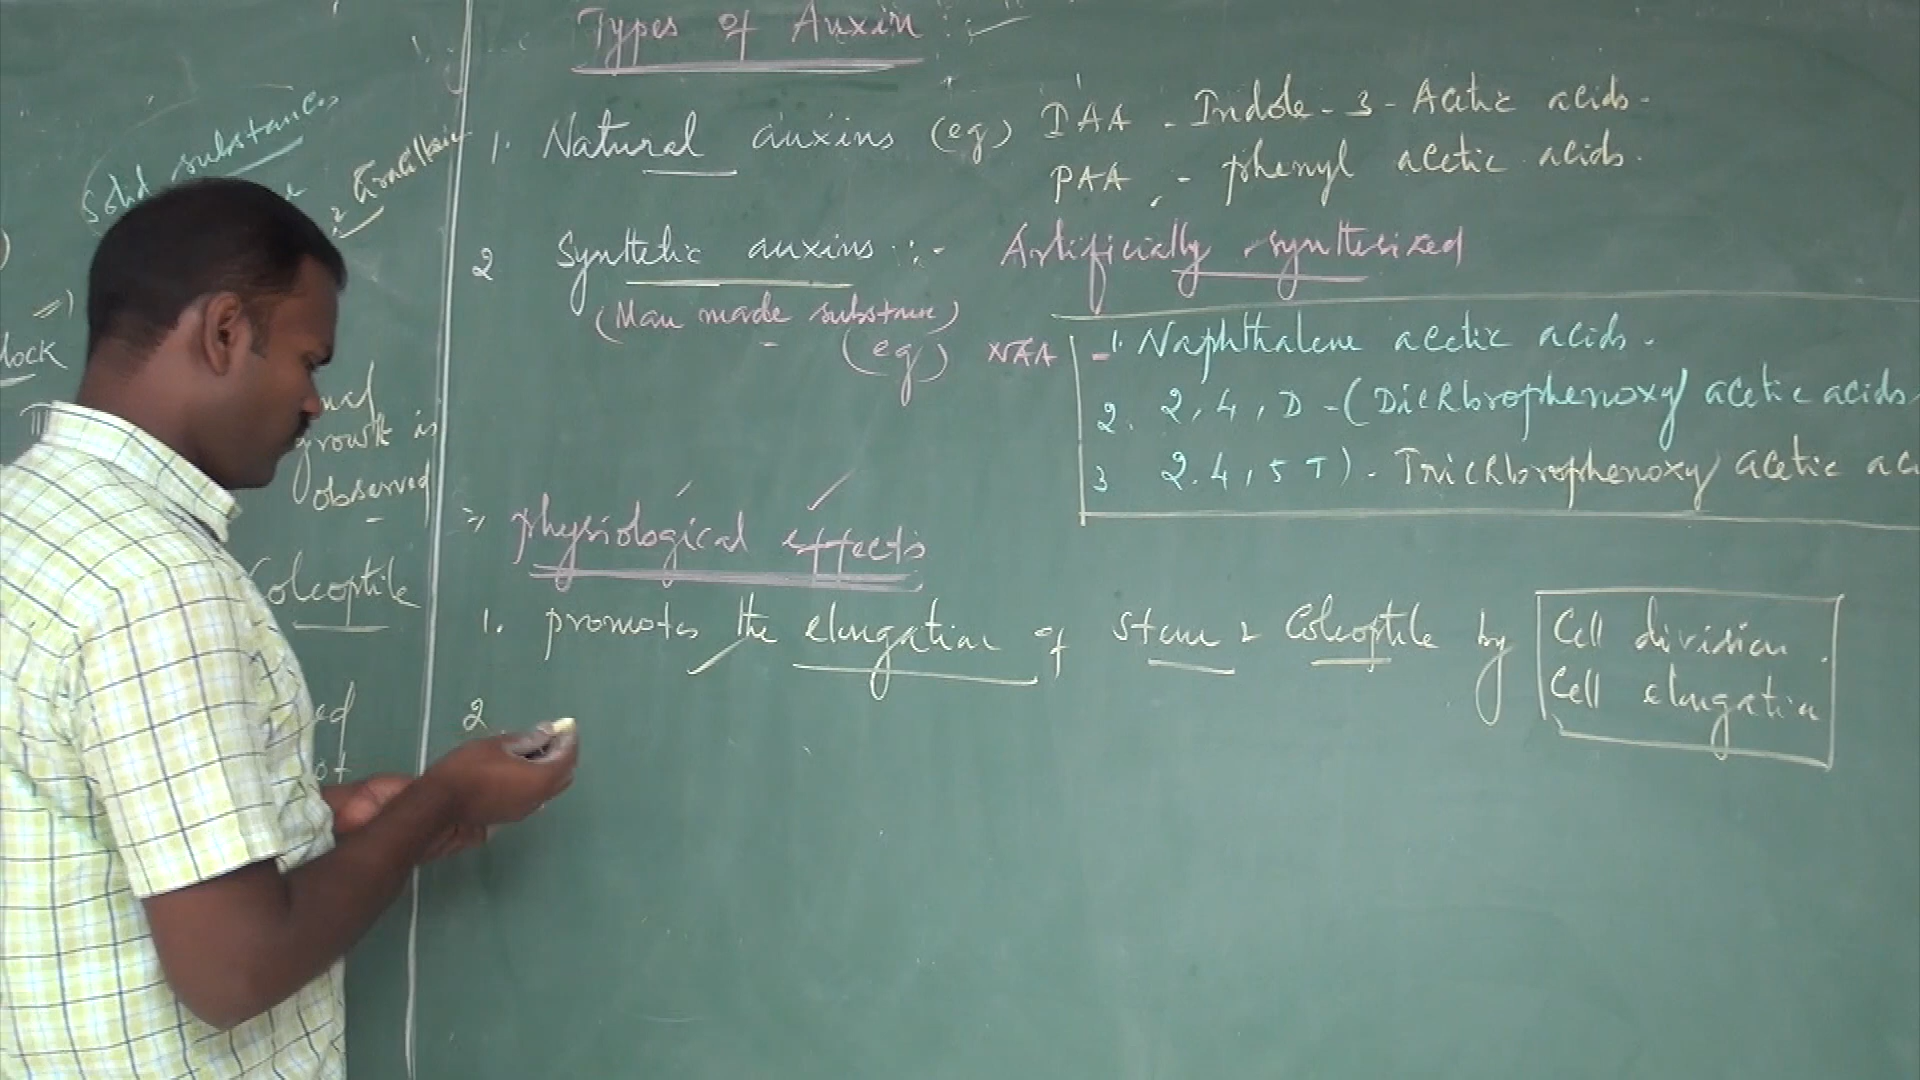 Types of Auxin :-
1. Natural auxins (eg) IAA - Indole - 3 - Acetic acids.
PAA :- phenyl acetic acids.
2 Synthetic auxins :- Artificially synthesized
(Man made substance)
(eg) NAA - 1. Naphthalene acetic acids.
2. 2, 4, D - (Dichlorophenoxy acetic acids
3 2.4, 5 T) - Trichlorophenoxy acetic
=> physiological effects
1. promotes the elongation of stem & Coleoptile by Cell division.
Cell elongation
2.
Solid substances
growth is
observed
Coleoptile